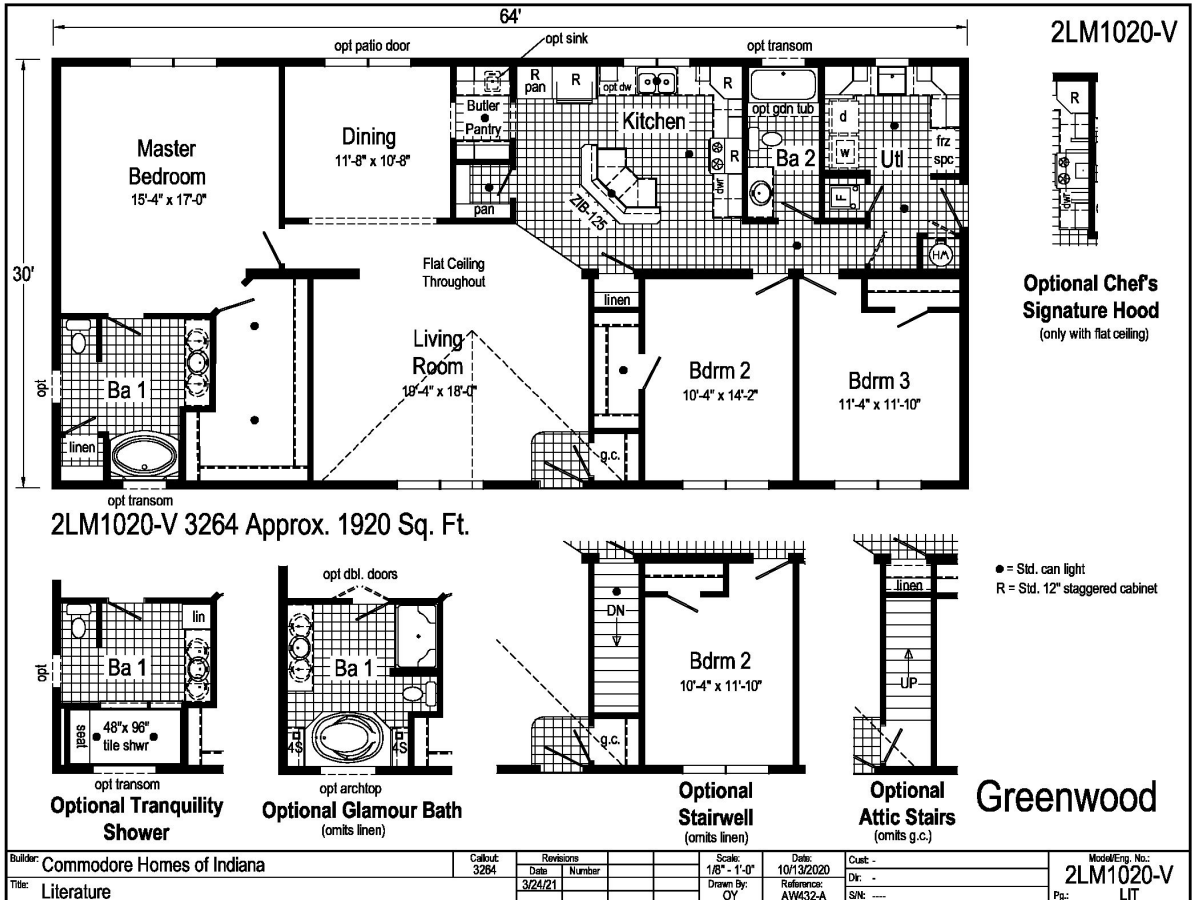 64'
2LM1020-V
opt patio door
opt sink
opt transom
30'
Master
Bedroom
15'-4" x 17'-0"
Dining
11'-8" x 10'-8"
Butler
Pantry
pan
R
pan
R
opt dw
R
Kitchen
R
dwr
ZIB-125
opt gdn tub
Ba 2
d
w
Utl
frz
spc
F
HW
R
dwr
Optional Chef's
Signature Hood
(only with flat ceiling)
Flat Ceiling
Throughout
Living
Room
19'-4" x 18'-0"
linen
Bdrm 2
10'-4" x 14'-2"
Bdrm 3
11'-4" x 11'-10"
g.c.
opt
Ba 1
linen
opt transom
2LM1020-V 3264 Approx. 1920 Sq. Ft.
lin
Ba 1
opt
seat
48"x 96"
tile shwr
opt transom
Optional Tranquility
Shower
opt dbl. doors
Ba 1
4S
4S
opt archtop
Optional Glamour Bath
(omits linen)
DN
Bdrm 2
10'-4" x 11'-10"
g.c.
Optional
Stairwell
(omits linen)
linen
UP
Optional
Attic Stairs
(omits g.c.)
● = Std. can light
R = Std. 12" staggered cabinet
Greenwood
Builder: Commodore Homes of Indiana
Title: Literature
Callout:
3264
Revisions
Date Number
3/24/21
Scale:
1/8" - 1'-0"
Drawn By:
OY
Date:
10/13/2020
Reference:
AW432-A
Cust: -
Dir: -
S/N: ----
Model/Eng. No.:
2LM1020-V
Pg.: LIT